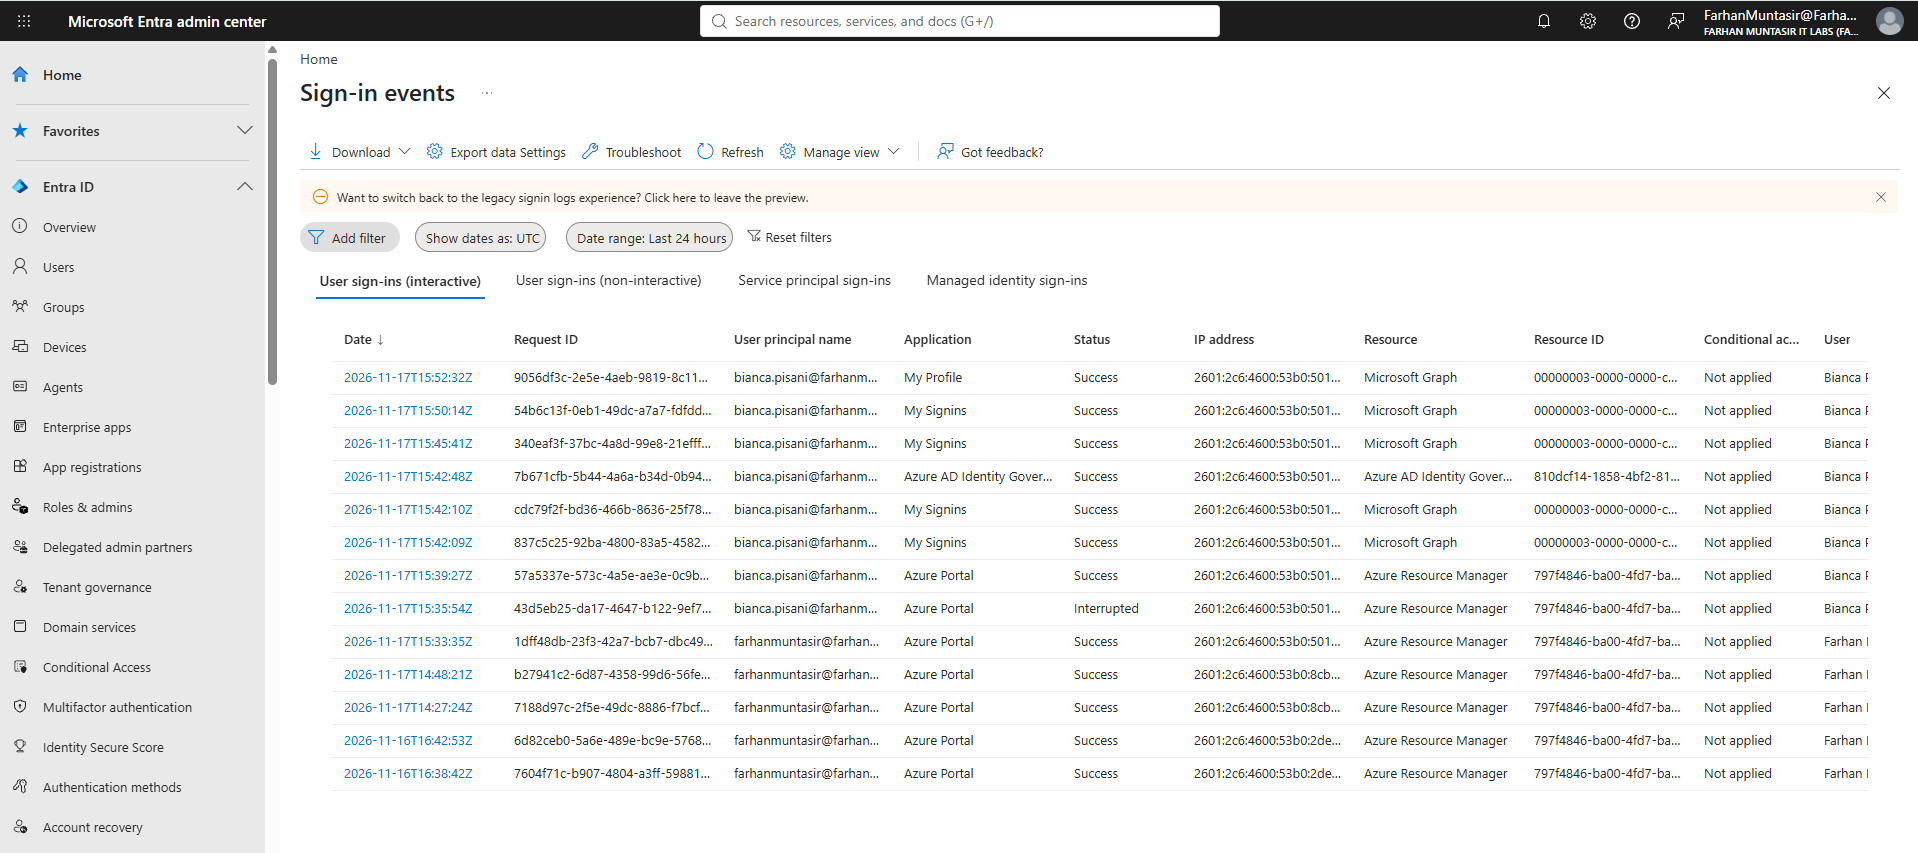 Microsoft Entra admin center
Search resources, services, and docs (G+/)
FarhanMuntasir@Farha...
FARHAN MUNTASIR IT LABS (FA...
Home
Favorites
Entra ID
Overview
Users
Groups
Devices
Agents
Enterprise apps
App registrations
Roles & admins
Delegated admin partners
Tenant governance
Domain services
Conditional Access
Multifactor authentication
Identity Secure Score
Authentication methods
Account recovery
Home
Sign-in events ...
Download Export data Settings Troubleshoot Refresh Manage view Got feedback?
Want to switch back to the legacy signin logs experience? Click here to leave the preview.
Add filter Show dates as: UTC Date range: Last 24 hours Reset filters
User sign-ins (interactive) User sign-ins (non-interactive) Service principal sign-ins Managed identity sign-ins
Date ↓ Request ID User principal name Application Status IP address Resource Resource ID Conditional ac... User
2026-11-17T15:52:32Z 9056df3c-2e5e-4aeb-9819-8c11... bianca.pisani@farhanm... My Profile Success 2601:2c6:4600:53b0:501... Microsoft Graph 00000003-0000-0000-c... Not applied Bianca
2026-11-17T15:50:14Z 54b6c13f-0eb1-49dc-a7a7-fdfdd... bianca.pisani@farhanm... My Signins Success 2601:2c6:4600:53b0:501... Microsoft Graph 00000003-0000-0000-c... Not applied Bianca
2026-11-17T15:45:41Z 340eaf3f-37bc-4a8d-99e8-21efff... bianca.pisani@farhanm... My Signins Success 2601:2c6:4600:53b0:501... Microsoft Graph 00000003-0000-0000-c... Not applied Bianca
2026-11-17T15:42:48Z 7b671cfb-5b44-4a6a-b34d-0b94... bianca.pisani@farhanm... Azure AD Identity Gover... Success 2601:2c6:4600:53b0:501... Azure AD Identity Gover... 810dcf14-1858-4bf2-81... Not applied Bianca
2026-11-17T15:42:10Z cdc79f2f-bd36-466b-8636-25f78... bianca.pisani@farhanm... My Signins Success 2601:2c6:4600:53b0:501... Microsoft Graph 00000003-0000-0000-c... Not applied Bianca
2026-11-17T15:42:09Z 837c5c25-92ba-4800-83a5-4582... bianca.pisani@farhanm... My Signins Success 2601:2c6:4600:53b0:501... Microsoft Graph 00000003-0000-0000-c... Not applied Bianca
2026-11-17T15:39:27Z 57a5337e-573c-4a5e-ae3e-0c9b... bianca.pisani@farhanm... Azure Portal Success 2601:2c6:4600:53b0:501... Azure Resource Manager 797f4846-ba00-4fd7-ba... Not applied Bianca
2026-11-17T15:35:54Z 43d5eb25-da17-4647-b122-9ef7... bianca.pisani@farhanm... Azure Portal Interrupted 2601:2c6:4600:53b0:501... Azure Resource Manager 797f4846-ba00-4fd7-ba... Not applied Bianca
2026-11-17T15:33:35Z 1dff48db-23f3-42a7-bcb7-dbc49... farhanmuntasir@farhan... Azure Portal Success 2601:2c6:4600:53b0:501... Azure Resource Manager 797f4846-ba00-4fd7-ba... Not applied Farhan
2026-11-17T14:48:21Z b27941c2-6d87-4358-99d6-56fe... farhanmuntasir@farhan... Azure Portal Success 2601:2c6:4600:53b0:8cb... Azure Resource Manager 797f4846-ba00-4fd7-ba... Not applied Farhan
2026-11-17T14:27:24Z 7188d97c-2f5e-49dc-8886-f7bcf... farhanmuntasir@farhan... Azure Portal Success 2601:2c6:4600:53b0:8cb... Azure Resource Manager 797f4846-ba00-4fd7-ba... Not applied Farhan
2026-11-16T16:42:53Z 6d82ceb0-5a6e-489e-bc9e-5768... farhanmuntasir@farhan... Azure Portal Success 2601:2c6:4600:53b0:2de... Azure Resource Manager 797f4846-ba00-4fd7-ba... Not applied Farhan
2026-11-16T16:38:42Z 7604f71c-b907-4804-a3ff-59881... farhanmuntasir@farhan... Azure Portal Success 2601:2c6:4600:53b0:2de... Azure Resource Manager 797f4846-ba00-4fd7-ba... Not applied Farhan